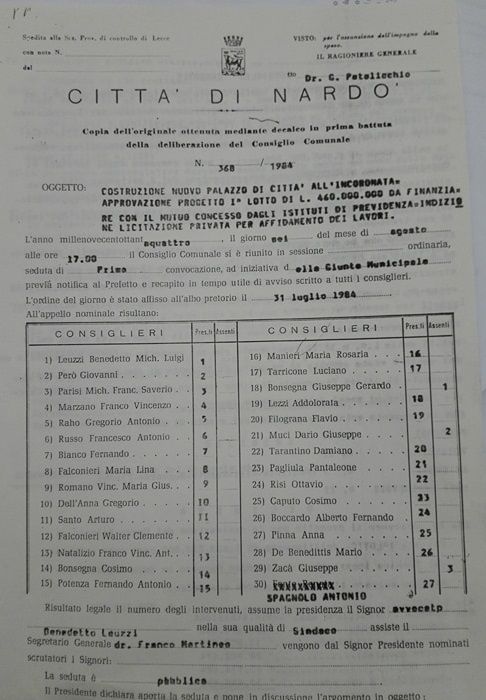 Spedita alla Sez. Prov. di controllo di Lecce
con nota N.
del
VISTO: per l'assunzione dell'impegno della
spesa.
IL RAGIONIERE GENERALE
Dr. G. Patelicchio
CITTA' DI NARDO'
Copia dell'originale ottenuta mediante decalco in prima battuta
della deliberazione del Consiglio Comunale
N. 368 / 1984
OGGETTO: COSTRUZIONE NUOVO PALAZZO DI CITTA' ALL'INCORONATA=
APPROVAZIONE PROGETTO I° LOTTO DI L. 460.000.000 DA FINANZIA=
RE CON IL MUTUO CONCESSO DAGLI ISTITUTI DI PREVIDENZA=INDIZIO
NE LICITAZIONE PRIVATA PER AFFIDAMENTO DEI LAVORI.
L'anno millenovecentottantaquattro, il giorno sei del mese di agosto
alle ore 17.00 il Consiglio Comunale si è riunito in sessione ordinaria,
seduta di Prima convocazione, ad iniziativa della Giunta Municipale
previa notifica al Prefetto e recapito in tempo utile di avviso scritto a tutti i consiglieri.
L'ordine del giorno è stato affisso all'albo pretorio il 31 luglio 1984
All'appello nominale risultano:
CONSIGLIERI Pres.ti Assenti
1) Leuzzi Benedetto Mich. Luigi 1
2) Però Giovanni 2
3) Parisi Mich. Franc. Saverio 3
4) Marzano Franco Vincenzo 4
5) Raho Gregorio Antonio 5
6) Russo Francesco Antonio 6
7) Bianco Fernando 7
8) Falconieri Maria Lina 8
9) Romano Vinc. Maria Gius. 9
10) Dell'Anna Gregorio 10
11) Santo Arturo 11
12) Falconieri Walter Clemente 12
13) Natalizio Franco Vinc. Ant. 13
14) Bonsegna Cosimo 14
15) Potenza Fernando Antonio 15
CONSIGLIERI Pres.ti Assenti
16) Manieri Maria Rosaria 16
17) Tarricone Luciano 17
18) Bonsegna Giuseppe Gerardo 1
19) Lezzi Addolorata 18
20) Filograna Flavio 19
21) Muci Dario Giuseppe 2
22) Tarantino Damiano 20
23) Pagliula Pantaleone 21
24) Risi Ottavio 22
25) Caputo Cosimo 23
26) Boccardo Alberto Fernando 24
27) Pinna Anna 25
28) De Benedittis Mario 26
29) Zacà Giuseppe 3
30) 27
SPAGNOLO ANTONIO
Risultato legale il numero degli intervenuti, assume la presidenza il Signor avvocato
Benedetto Leuzzi nella sua qualità di Sindaco assiste il
Segretario Generale dr. Franco Martinea vengono dal Signor Presidente nominati
scrutatori i Signori:
La seduta è pubblica
Il Presidente dichiara aperta la seduta e pone in discussione l'argomento in oggetto: